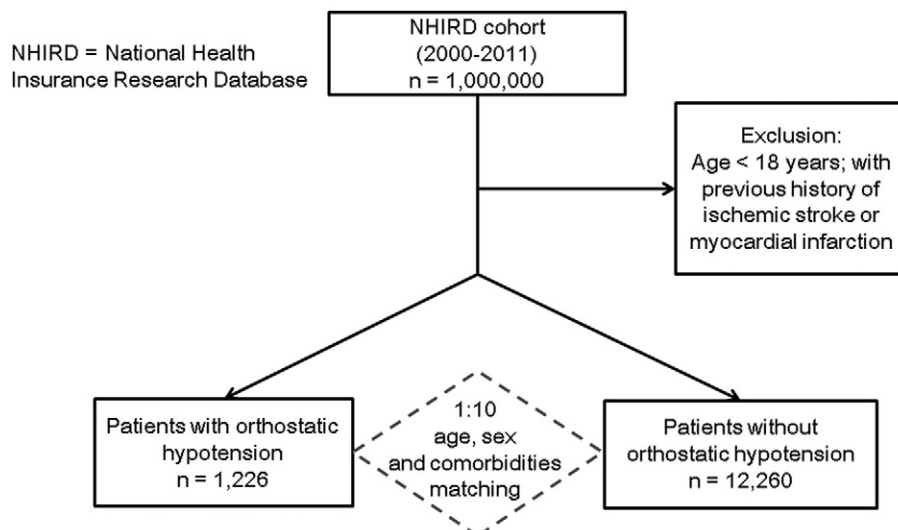 NHIRD = National Health
Insurance Research Database
NHIRD cohort
(2000-2011)
n = 1,000,000
Exclusion:
Age < 18 years; with
previous history of
ischemic stroke or
myocardial infarction
Patients with orthostatic
hypotension
n = 1,226
1:10
age, sex
and comorbidities
matching
Patients without
orthostatic hypotension
n = 12,260